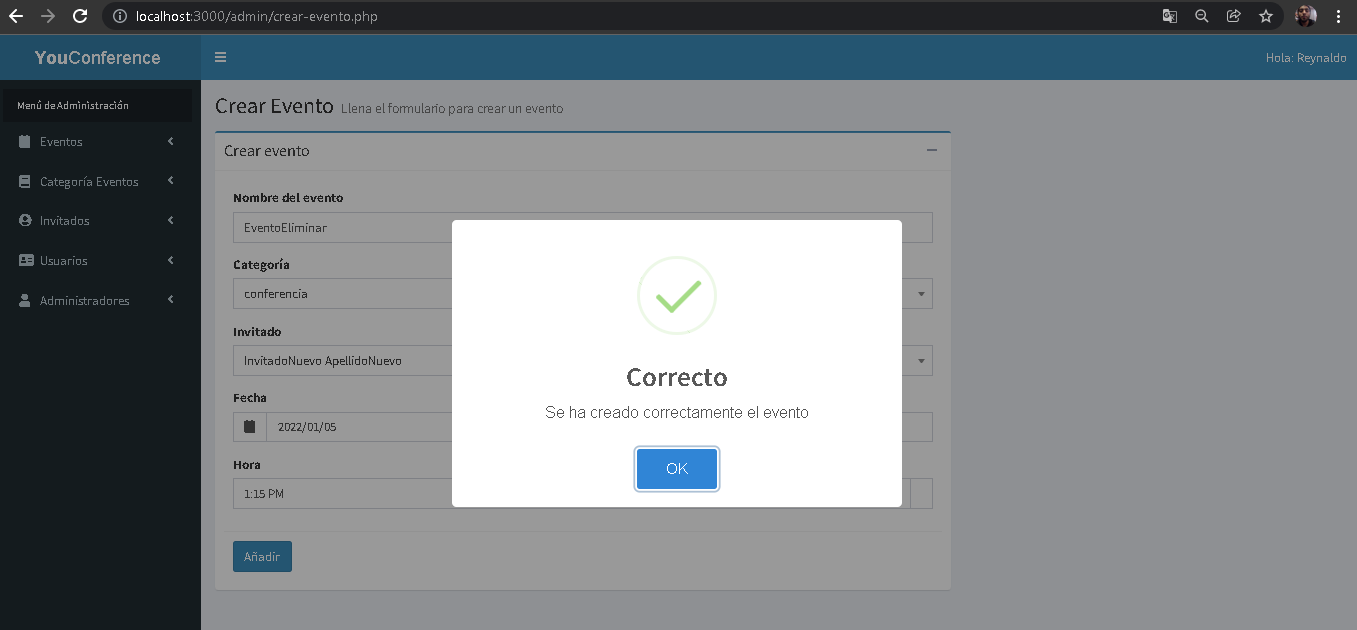 localhost:3000/admin/crear-evento.php
YouConference
Hola: Reynaldo
Menú de Administración
Eventos
Categoría Eventos
Invitados
Usuarios
Administradores
Crear Evento Llena el formulario para crear un evento
Crear evento
Nombre del evento
EventoEliminar
Categoría
conferencia
Invitado
InvitadoNuevo ApellidoNuevo
Fecha
2022/01/05
Hora
1:15 PM
Añadir
Correcto
Se ha creado correctamente el evento
OK